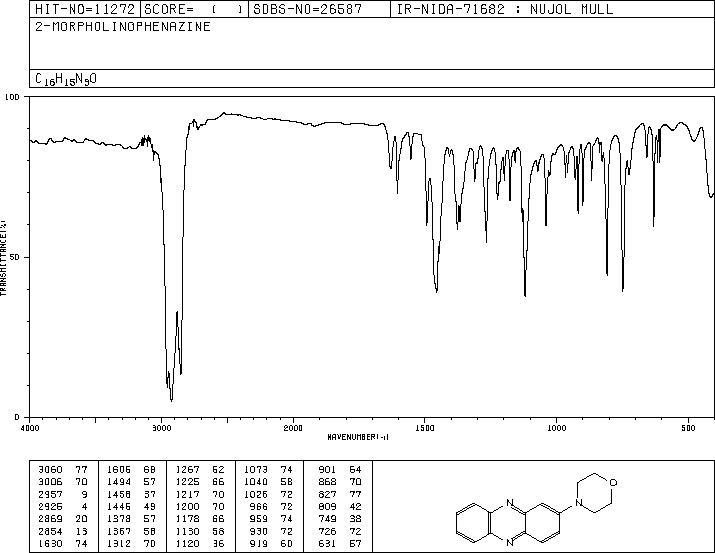 HIT-NO=11272 SCORE= ( ) SDBS-NO=26587 IR-NIDA-71682 : NUJOL MULL
2-MORPHOLINOPHENAZINE
C16H15N3O
100
50
0
TRANSMITTANCE(%)
4000 3000 2000 1500 1000 500
WAVENUMBER(-1)
3060 77 1606 68 1267 52 1073 74 901 64
3006 70 1494 57 1225 66 1040 58 868 70
2957 9 1458 37 1217 70 1026 72 827 77
2925 4 1446 49 1200 70 966 72 809 42
2869 20 1378 57 1178 66 959 74 749 38
2854 13 1367 58 1130 58 930 72 726 72
1630 74 1312 70 1120 36 919 60 631 57
O
N
N
N